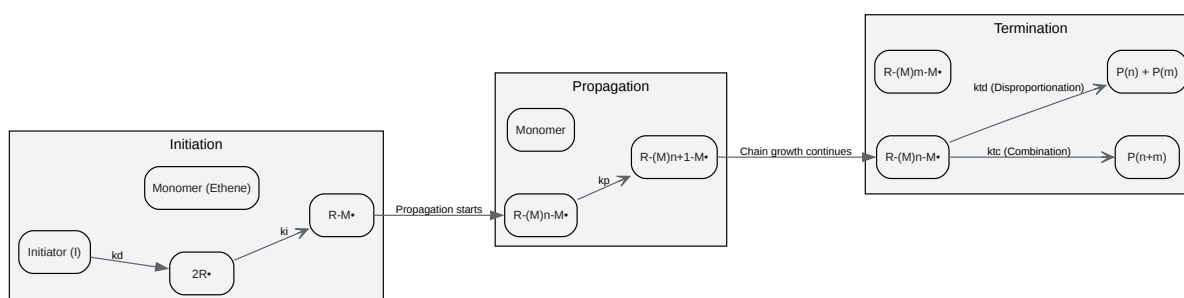 Initiation
Monomer (Ethene)
Initiator (I)
kd
2R•
ki
R-M•
Propagation starts
Propagation
Monomer
R-(M)n-M•
kp
R-(M)n+1-M•
Chain growth continues
Termination
R-(M)m-M•
R-(M)n-M•
ktd (Disproportionation)
P(n) + P(m)
ktc (Combination)
P(n+m)